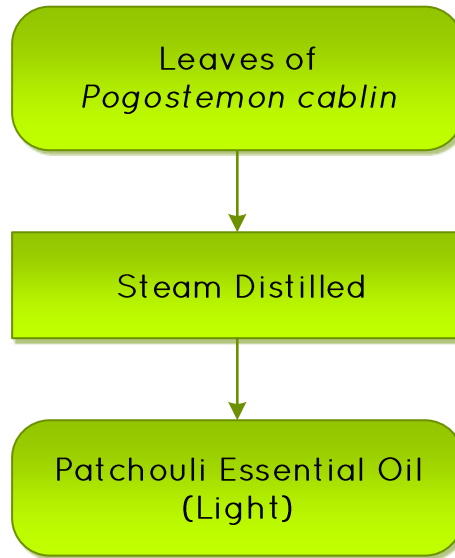 Leaves of
Pogostemon cablin
Steam Distilled
Patchouli Essential Oil
(Light)